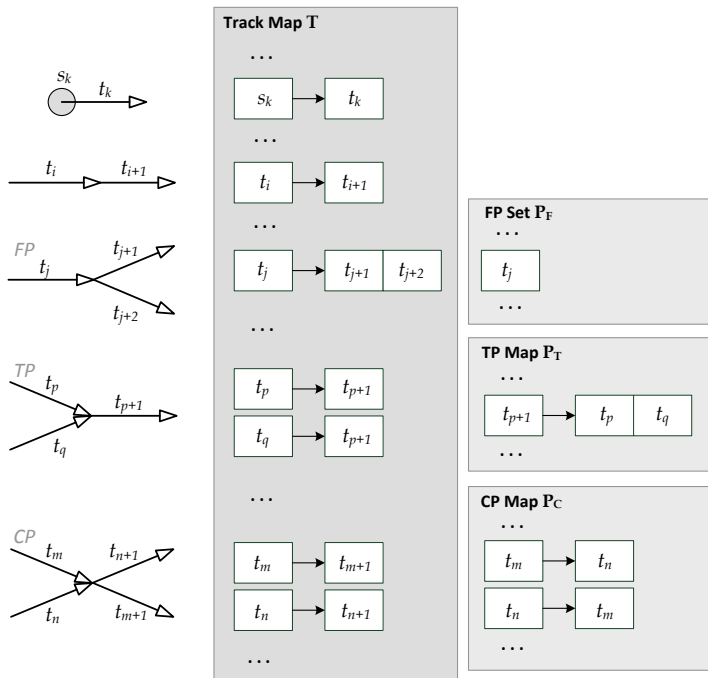 Track Map T
...
s_k
t_k
s_k t_k
...
t_i t_{i+1}
t_i t_{i+1}
...
FP Set P_F
...
FP
t_j
t_{j+1}
t_{j+2}
t_j t_{j+1} t_{j+2}
t_j
...
...
TP Map P_T
...
TP
t_p
t_{p+1}
t_q
t_p t_{p+1}
t_q t_{p+1}
t_{p+1} t_p t_q
...
...
CP Map P_C
...
CP
t_m t_{n+1}
t_n t_{m+1}
t_m t_{m+1}
t_n t_{n+1}
...
t_m t_n
t_n t_m
...